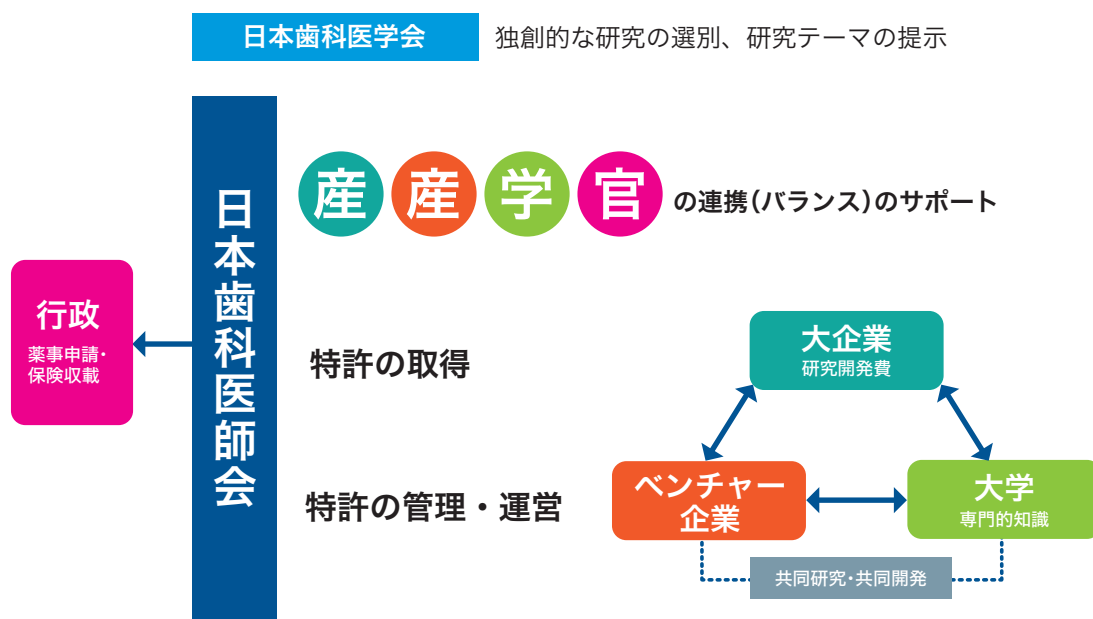 日本歯科医学会
独創的な研究の選別、研究テーマの提示
日本歯科医師会
産産学官の連携(バランス)のサポート
行政
薬事申請・
保険収載
特許の取得
特許の管理・運営
大企業
研究開発費
ベンチャー
企業
大学
専門的知識
共同研究・共同開発